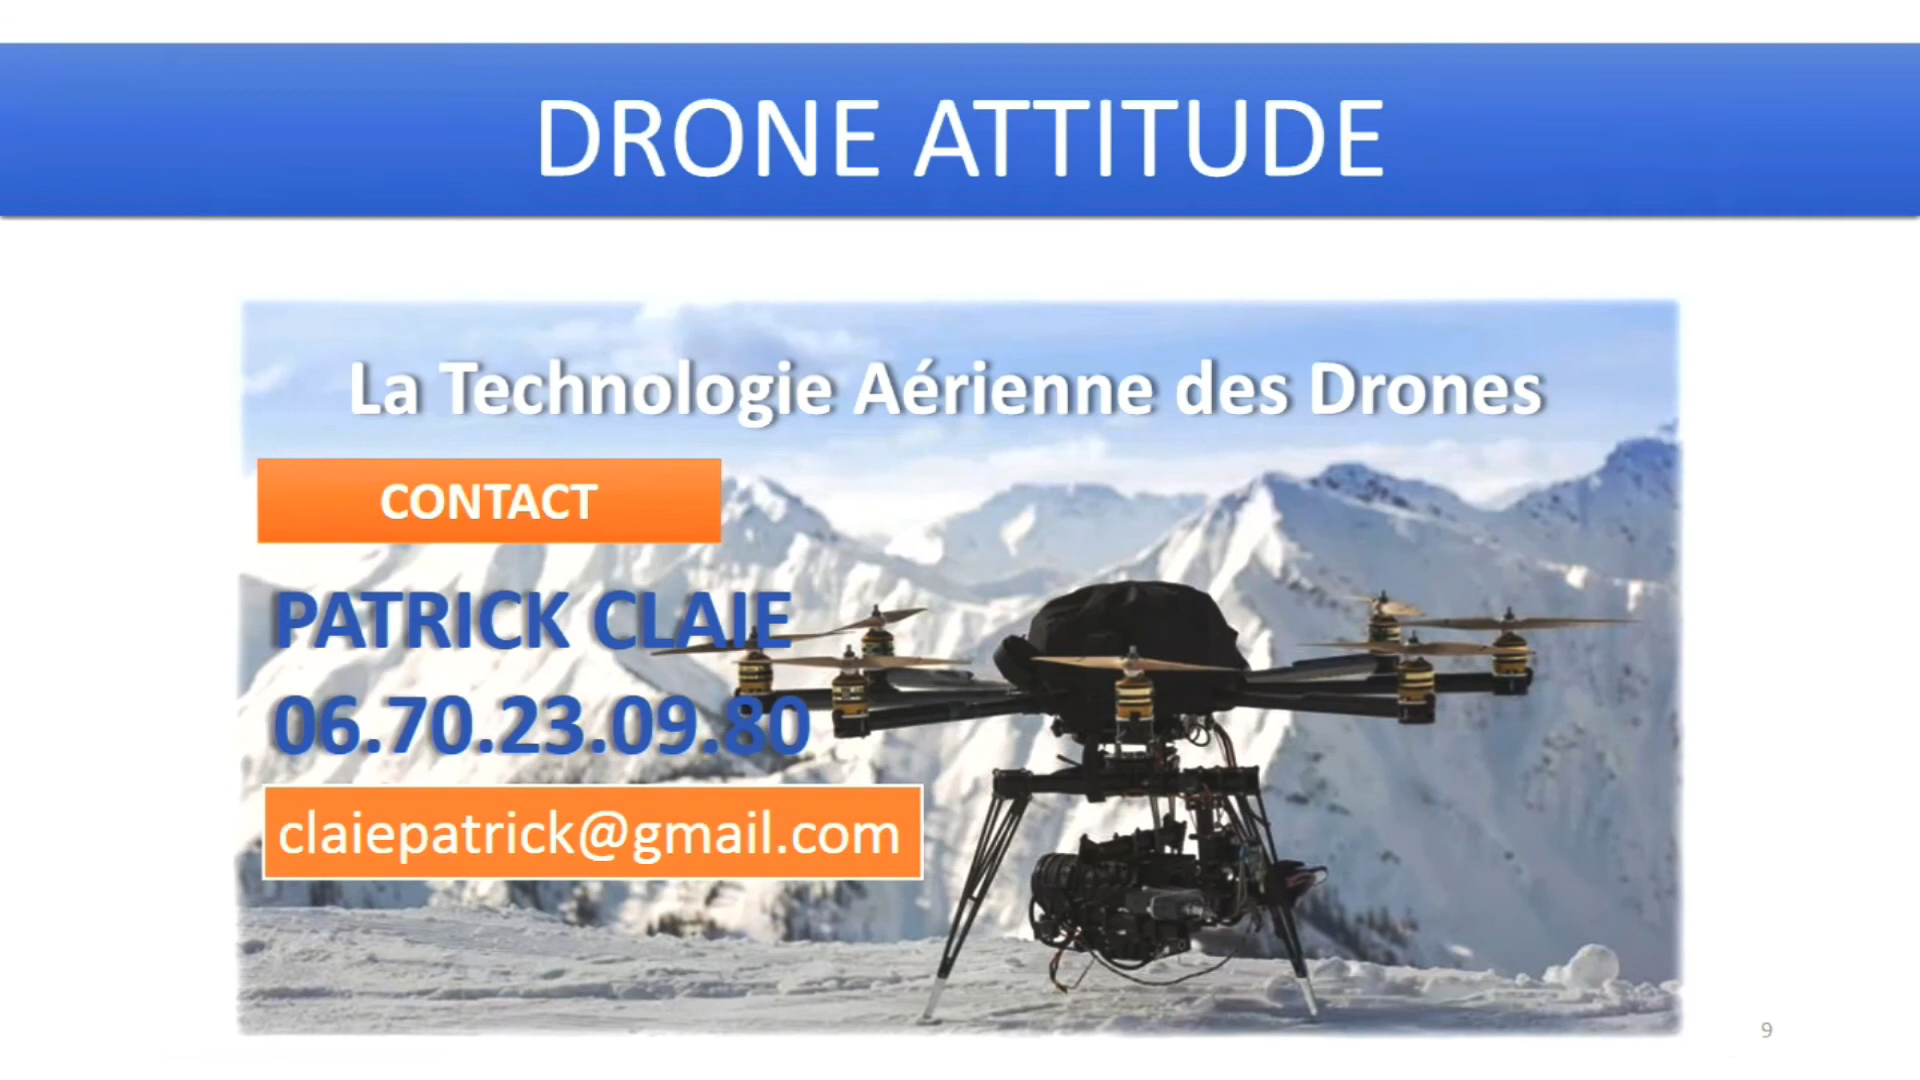 DRONE ATTITUDE
La Technologie Aérienne des Drones
CONTACT
PATRICK CLAIE
06.70.23.09.80
claiepatrick@gmail.com
9